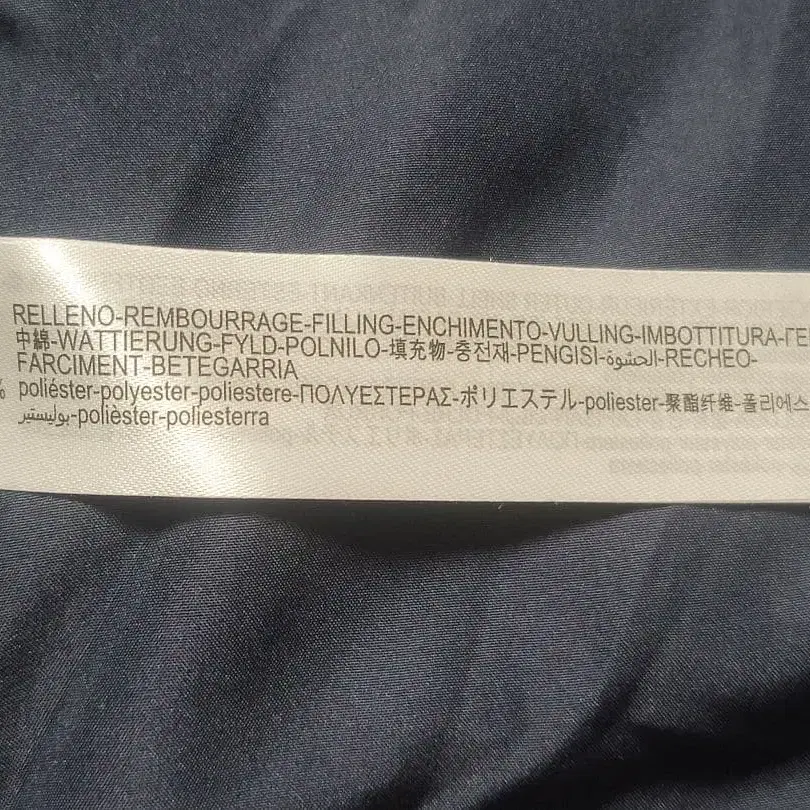 RELLENO-REMBOURRAGE-FILLING-ENCHIMENTO-VULLING-IMBOTTITURA-ΓΕ
中綿-WATTIERUNG-FYLD-POLNILO-填充物-충전재-PENGISI-الحشوة-RECHEO-
FARCIMENT-BETEGARRIA
% poliéster-polyester-poliestere-ΠΟΛΥΕΣΤΕΡΑΣ-ポリエステル-poliester-聚酯纤维-폴리에스
بوليستير-polièster-poliesterra